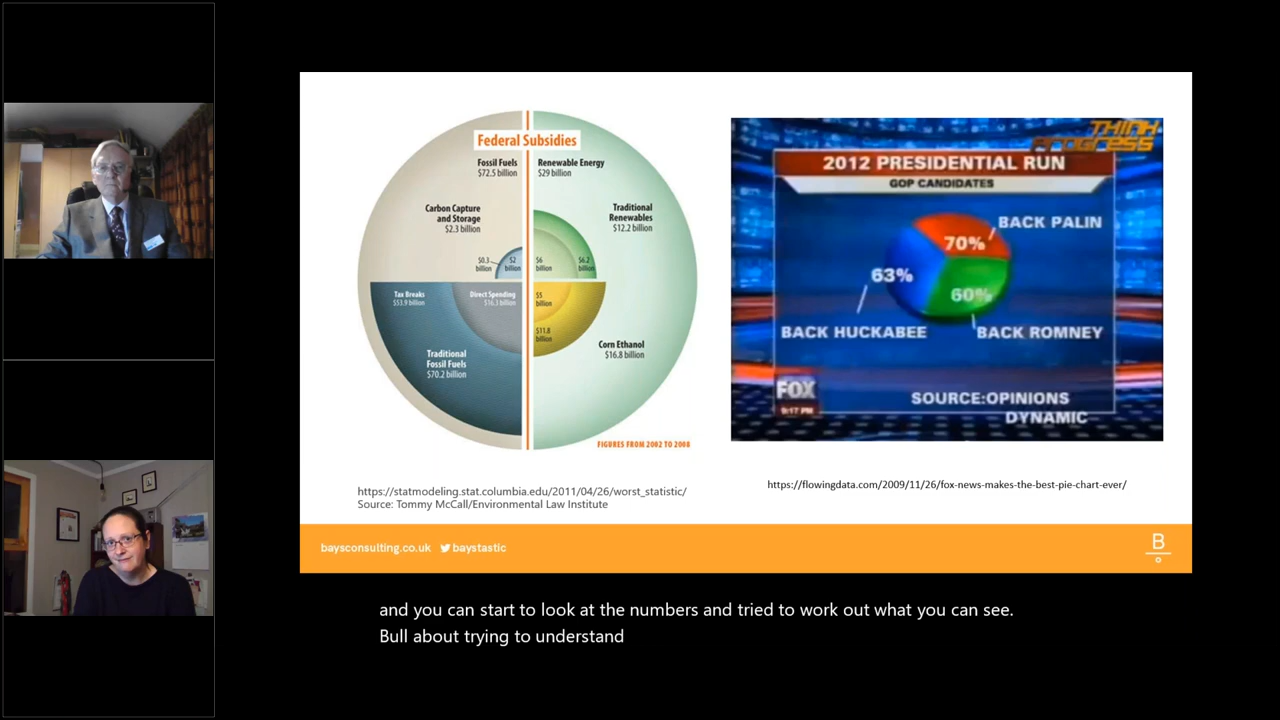 Federal Subsidies
Fossil Fuels
$72.5 billion
Renewable Energy
$29 billion
Carbon Capture
and Storage
$2.3 billion
Traditional
Renewables
$12.2 billion
$0.3
billion
$2
billion
$6
billion
$6.2
billion
Tax Breaks
$53.9 billion
Direct Spending
$16.3 billion
$5
billion
$11.8
billion
Traditional
Fossil Fuels
$70.2 billion
Corn Ethanol
$16.8 billion
FIGURES FROM 2002 TO 2008
https://statmodeling.stat.columbia.edu/2011/04/26/worst_statistic/
Source: Tommy McCall/Environmental Law Institute
THINK
PROGRESS
2012 PRESIDENTIAL RUN
GOP CANDIDATES
BACK PALIN
70%
63%
60%
BACK HUCKABEE
BACK ROMNEY
FOX
9:17 PM
SOURCE:OPINIONS
DYNAMIC
https://flowingdata.com/2009/11/26/fox-news-makes-the-best-pie-chart-ever/
baysconsulting.co.uk baystastic
B
and you can start to look at the numbers and tried to work out what you can see.
Bull about trying to understand